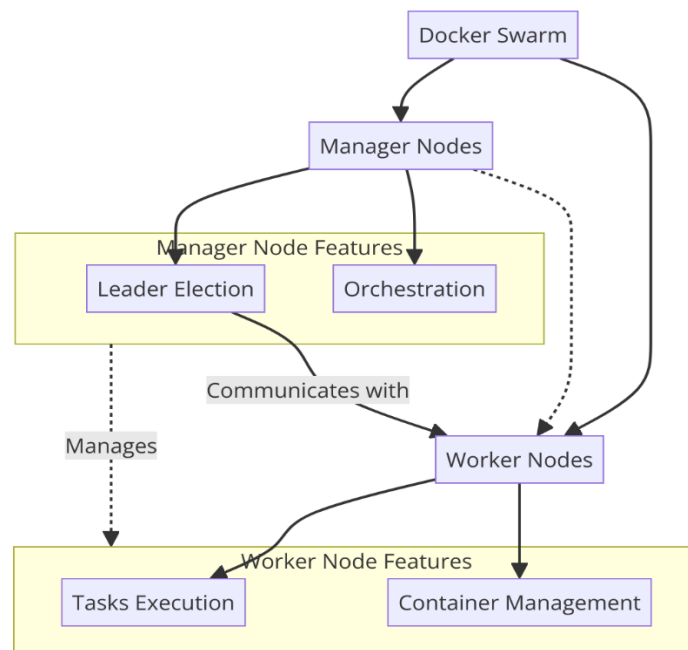 Docker Swarm
Manager Nodes
Manager Node Features
Leader Election
Orchestration
Communicates with
Manages
Worker Nodes
Worker Node Features
Tasks Execution
Container Management